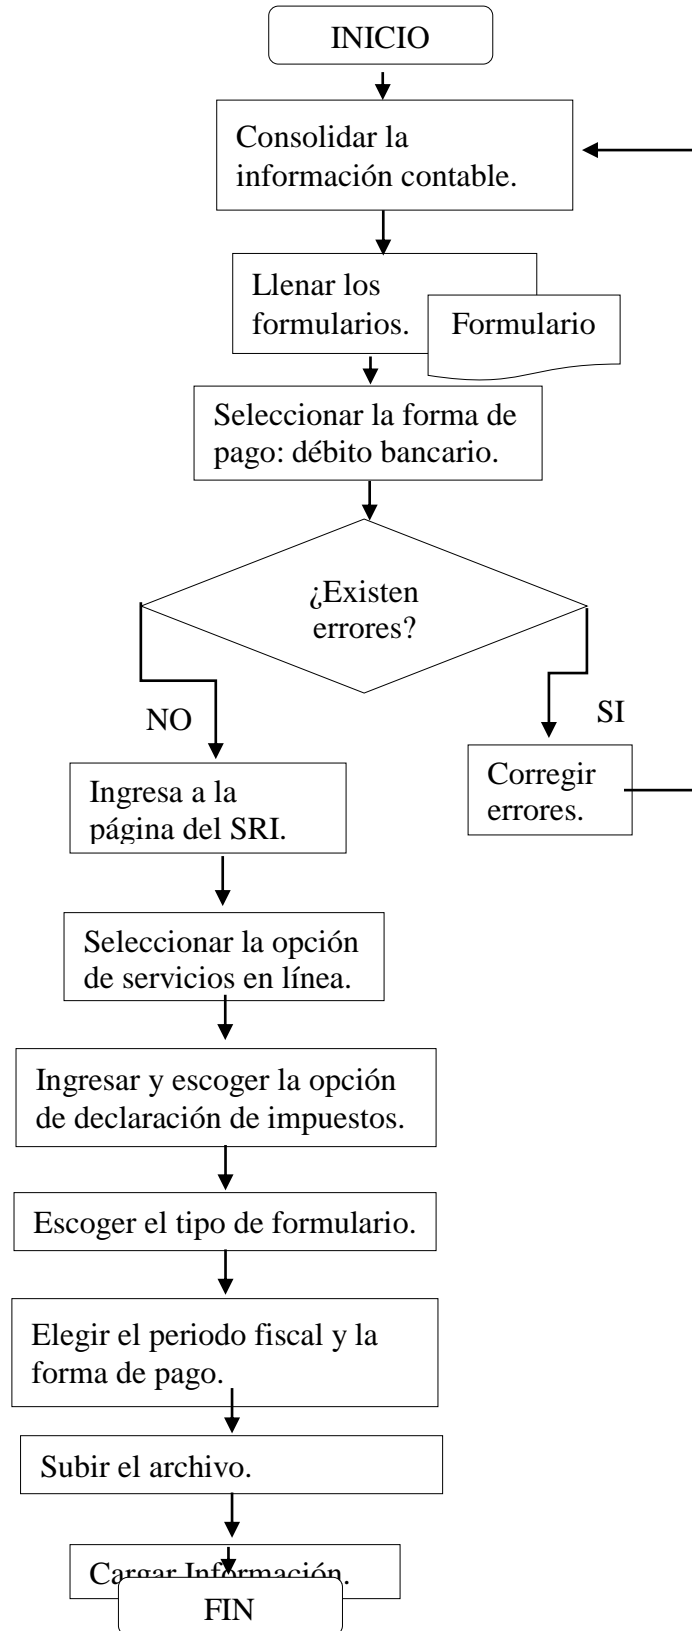 INICIO
Consolidar la
información contable.
Llenar los
formularios.
Formulario
Seleccionar la forma de
pago: débito bancario.
¿Existen
errores?
NO
SI
Ingresa a la
página del SRI.
Corregir
errores.
Seleccionar la opción
de servicios en línea.
Ingresar y escoger la opción
de declaración de impuestos.
Escoger el tipo de formulario.
Elegir el periodo fiscal y la
forma de pago.
Subir el archivo.
Cargar Información.
FIN